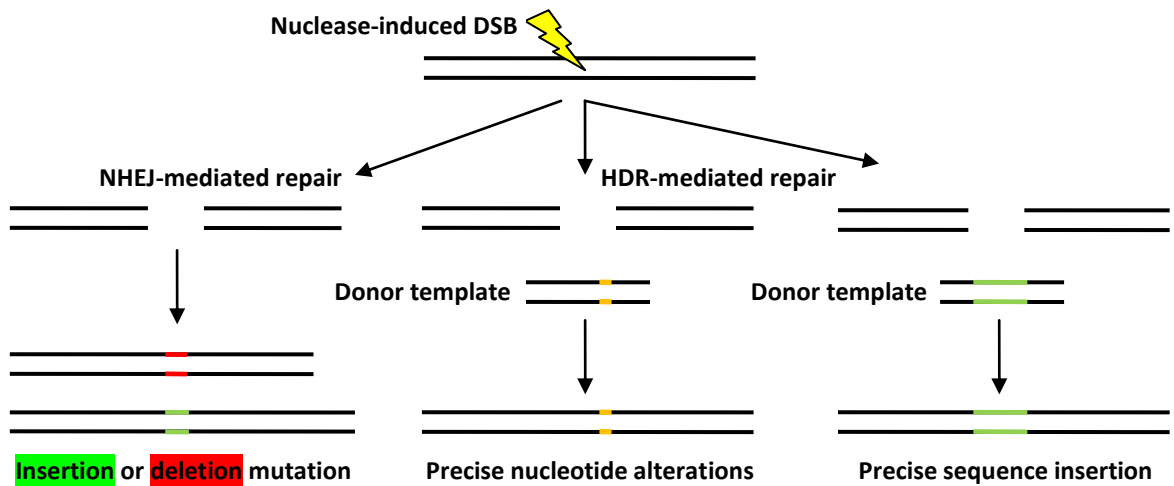 Nuclease-induced DSB
NHEJ-mediated repair
HDR-mediated repair
Donor template
Donor template
Insertion or deletion mutation
Precise nucleotide alterations
Precise sequence insertion